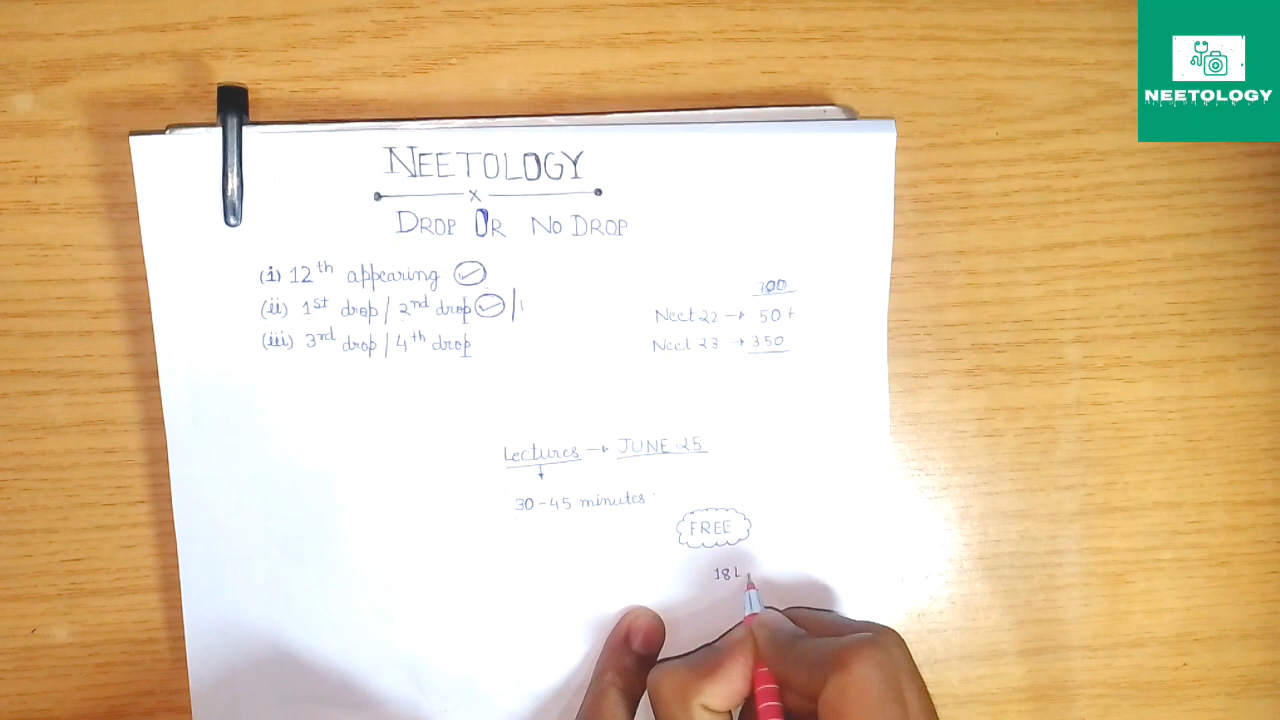 NEETOLOGY
NEETOLOGY
x
DROP OR NO DROP
(i) 12th appearing
(ii) 1st drop / 2nd drop
(iii) 3rd drop / 4th drop
100
Neet 22 → 50+
Neet 23 → 350
Lectures → JUNE 25
30-45 minutes
FREE
18L